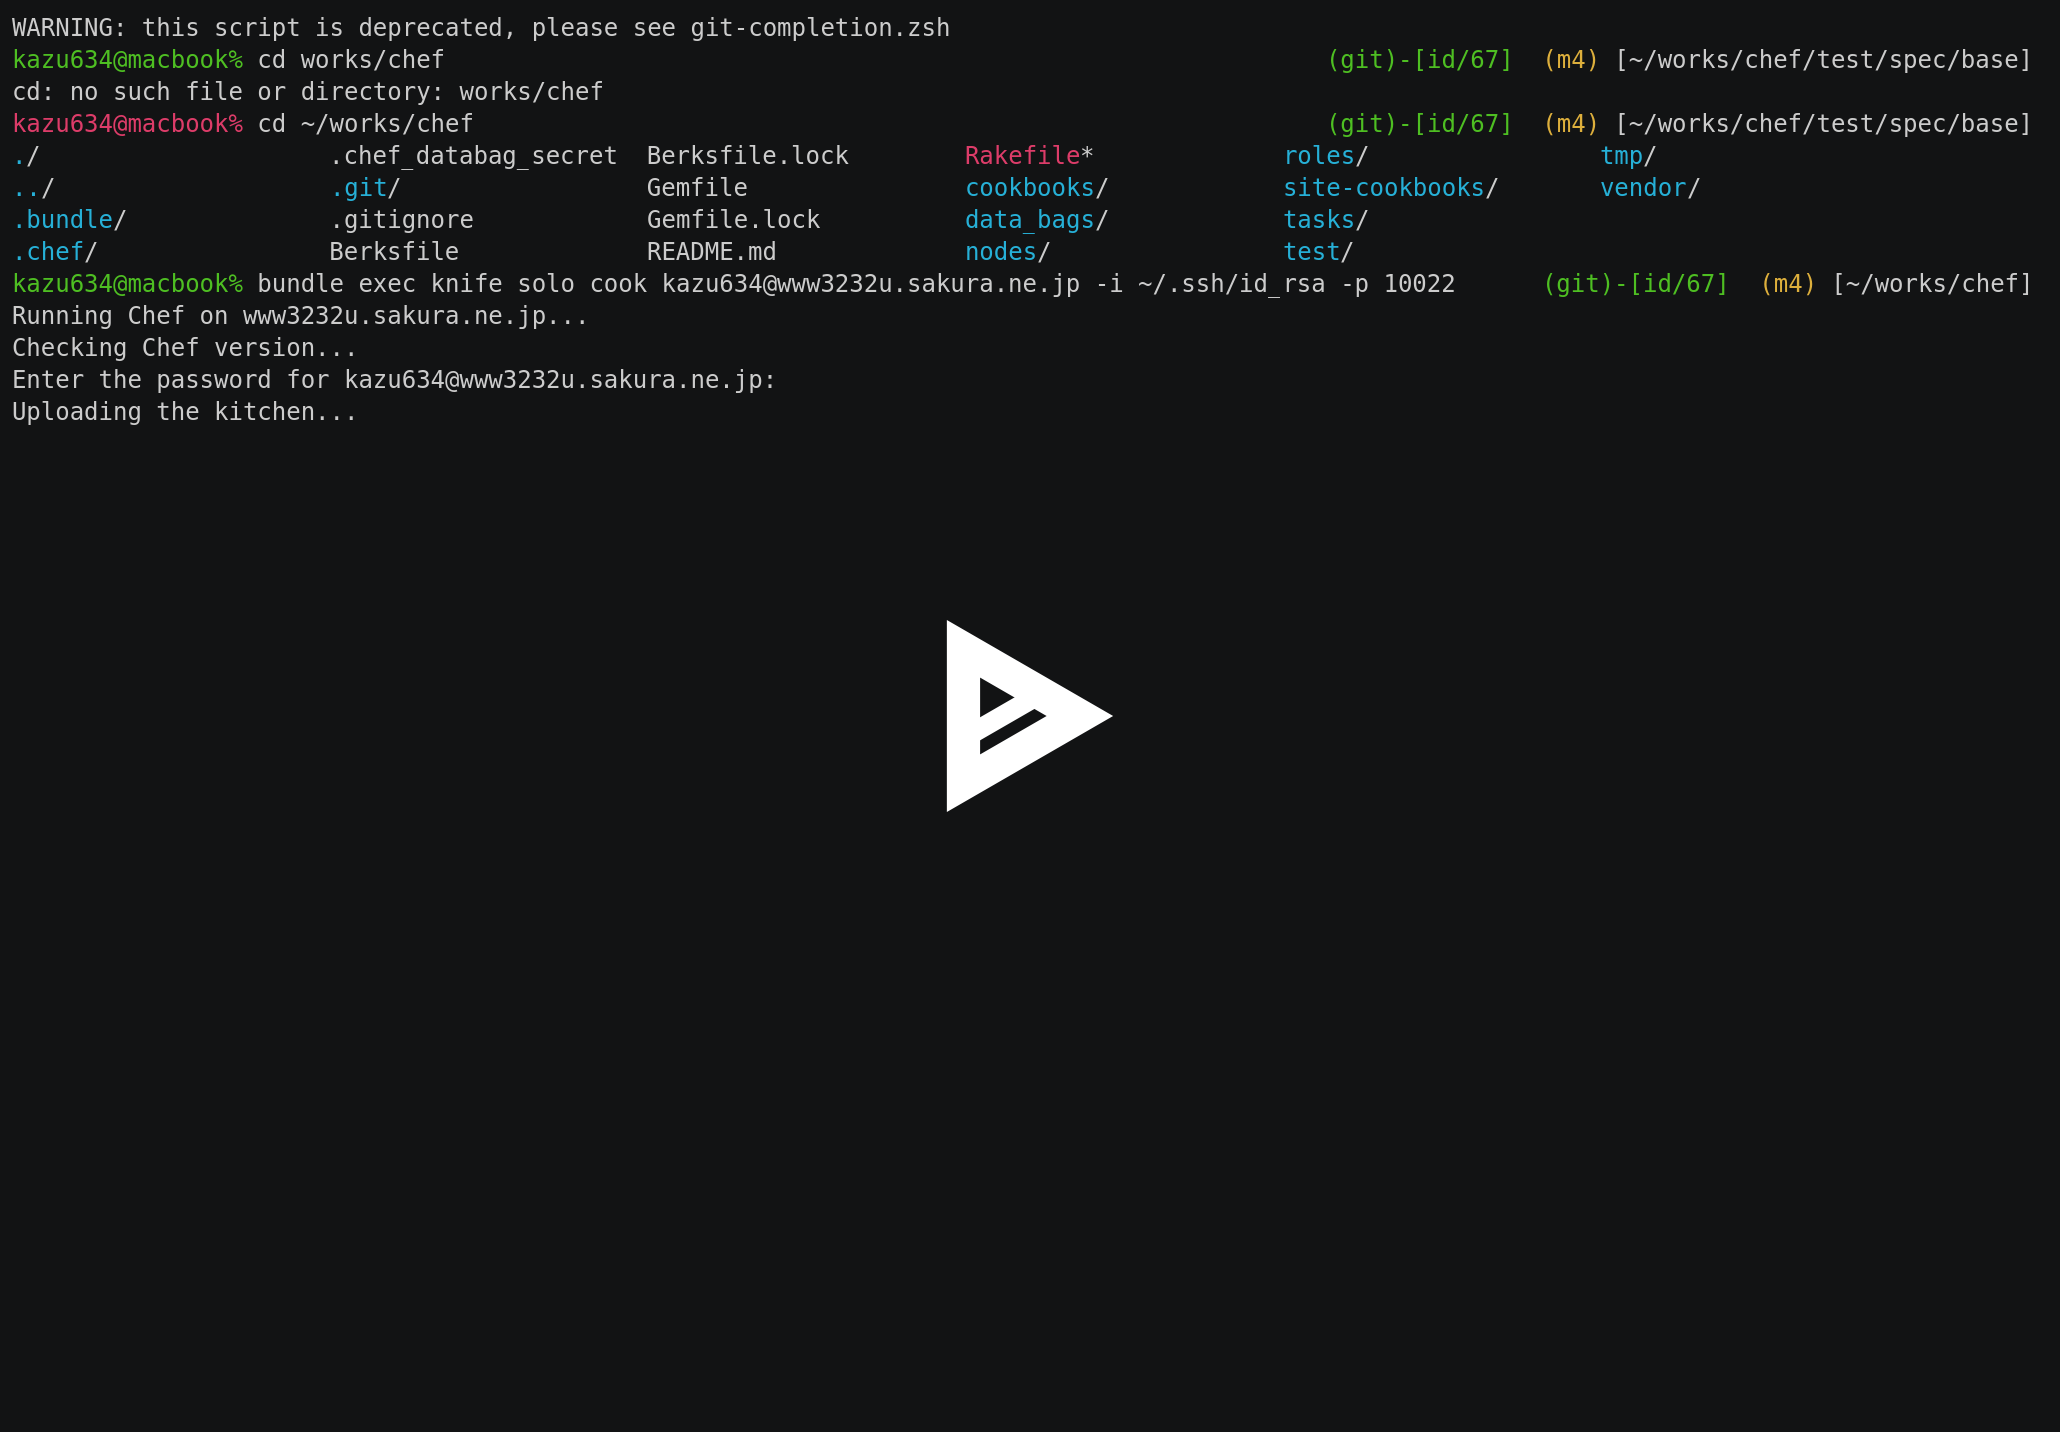 WARNING: this script is deprecated, please see git-completion.zsh
kazu634@macbook% cd works/chef (git)-[id/67] (m4) [~/works/chef/test/spec/base]
cd: no such file or directory: works/chef
kazu634@macbook% cd ~/works/chef (git)-[id/67] (m4) [~/works/chef/test/spec/base]
./ .chef_databag_secret Berksfile.lock Rakefile* roles/ tmp/
../ .git/ Gemfile cookbooks/ site-cookbooks/ vendor/
.bundle/ .gitignore Gemfile.lock data_bags/ tasks/
.chef/ Berksfile README.md nodes/ test/
kazu634@macbook% bundle exec knife solo cook kazu634@www3232u.sakura.ne.jp -i ~/.ssh/id_rsa -p 10022 (git)-[id/67] (m4) [~/works/chef]
Running Chef on www3232u.sakura.ne.jp...
Checking Chef version...
Enter the password for kazu634@www3232u.sakura.ne.jp:
Uploading the kitchen...